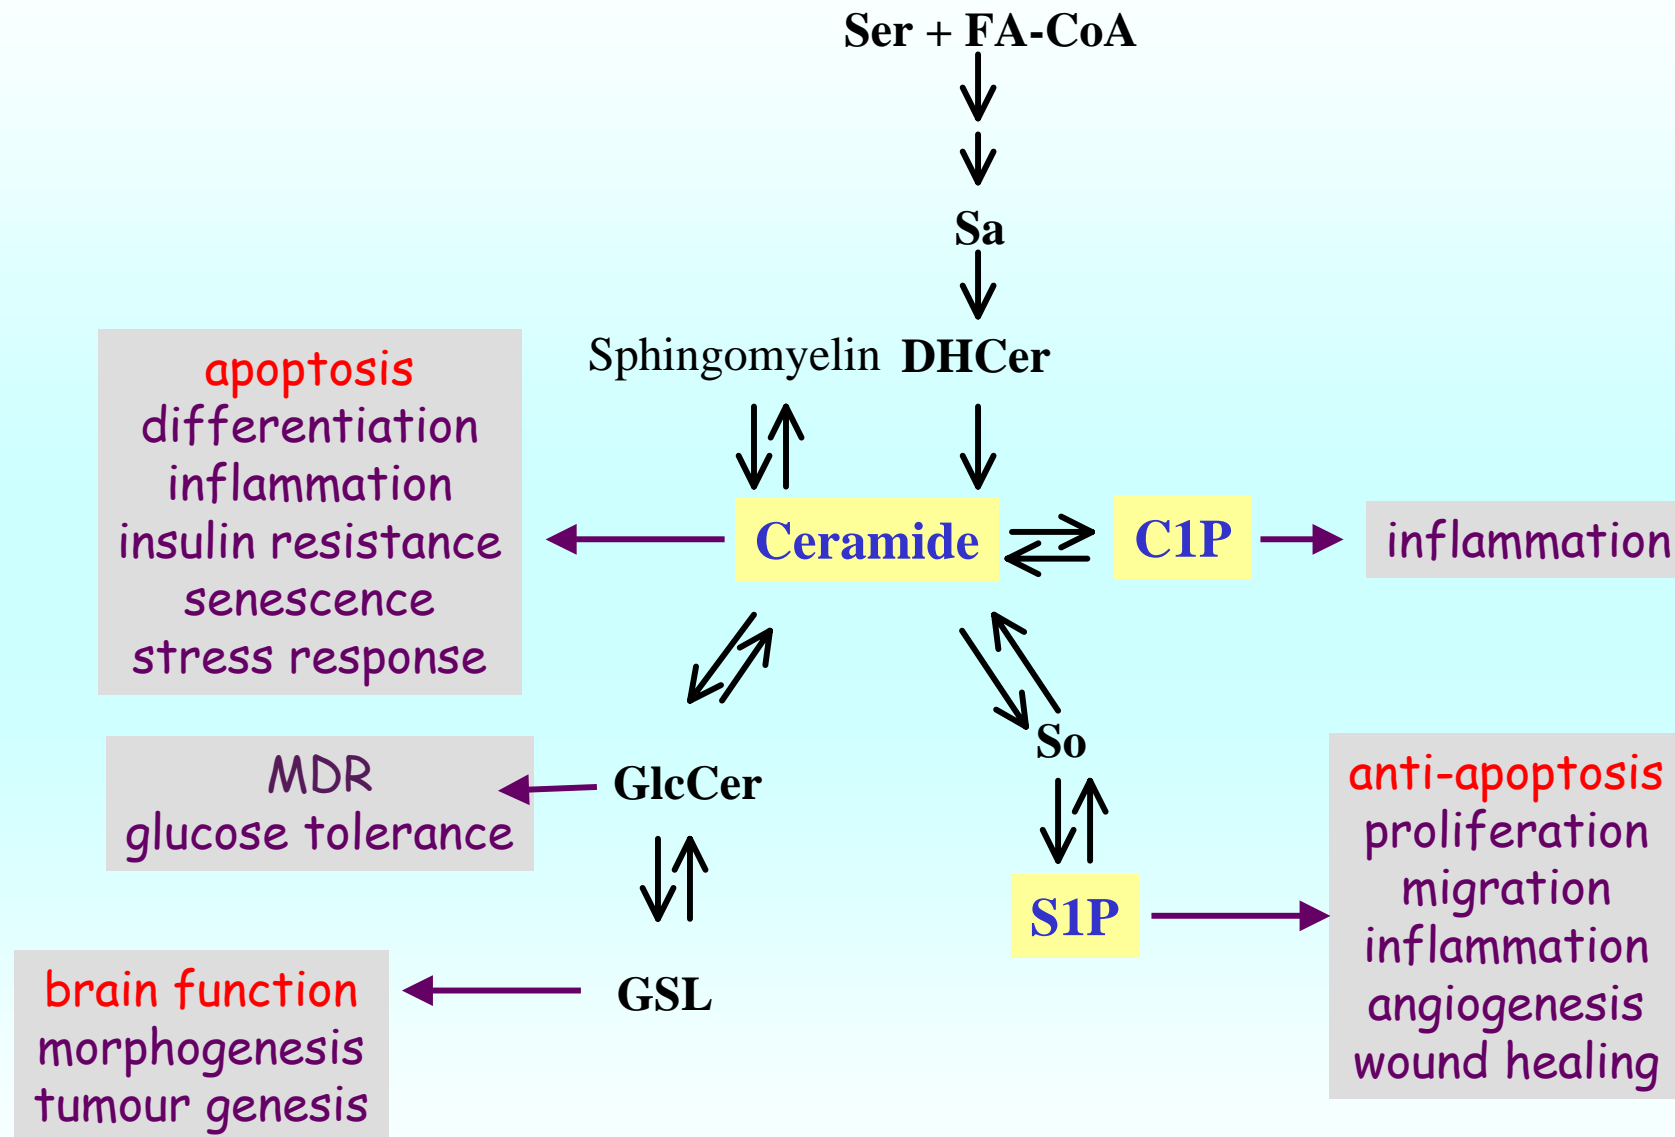 Ser + FA-CoA
Sa
Sphingomyelin DHCer
apoptosis
differentiation
inflammation
insulin resistance
senescence
stress response
Ceramide
C1P
inflammation
So
MDR
glucose tolerance
GlcCer
anti-apoptosis
proliferation
migration
inflammation
angiogenesis
wound healing
S1P
brain function
morphogenesis
tumour genesis
GSL